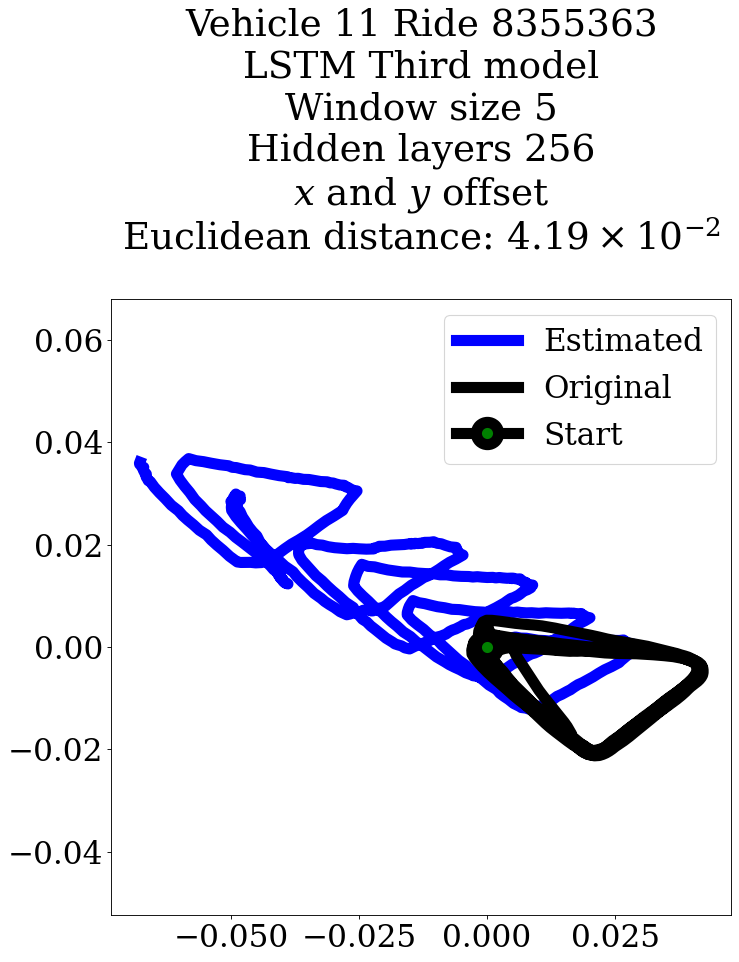 Vehicle 11 Ride 8355363
LSTM Third model
Window size 5
Hidden layers 256
x and y offset
Euclidean distance: 4.19 × 10⁻²
Estimated
Original
Start
0.06
0.04
0.02
0.00
−0.02
−0.04
−0.050 −0.025 0.000 0.025